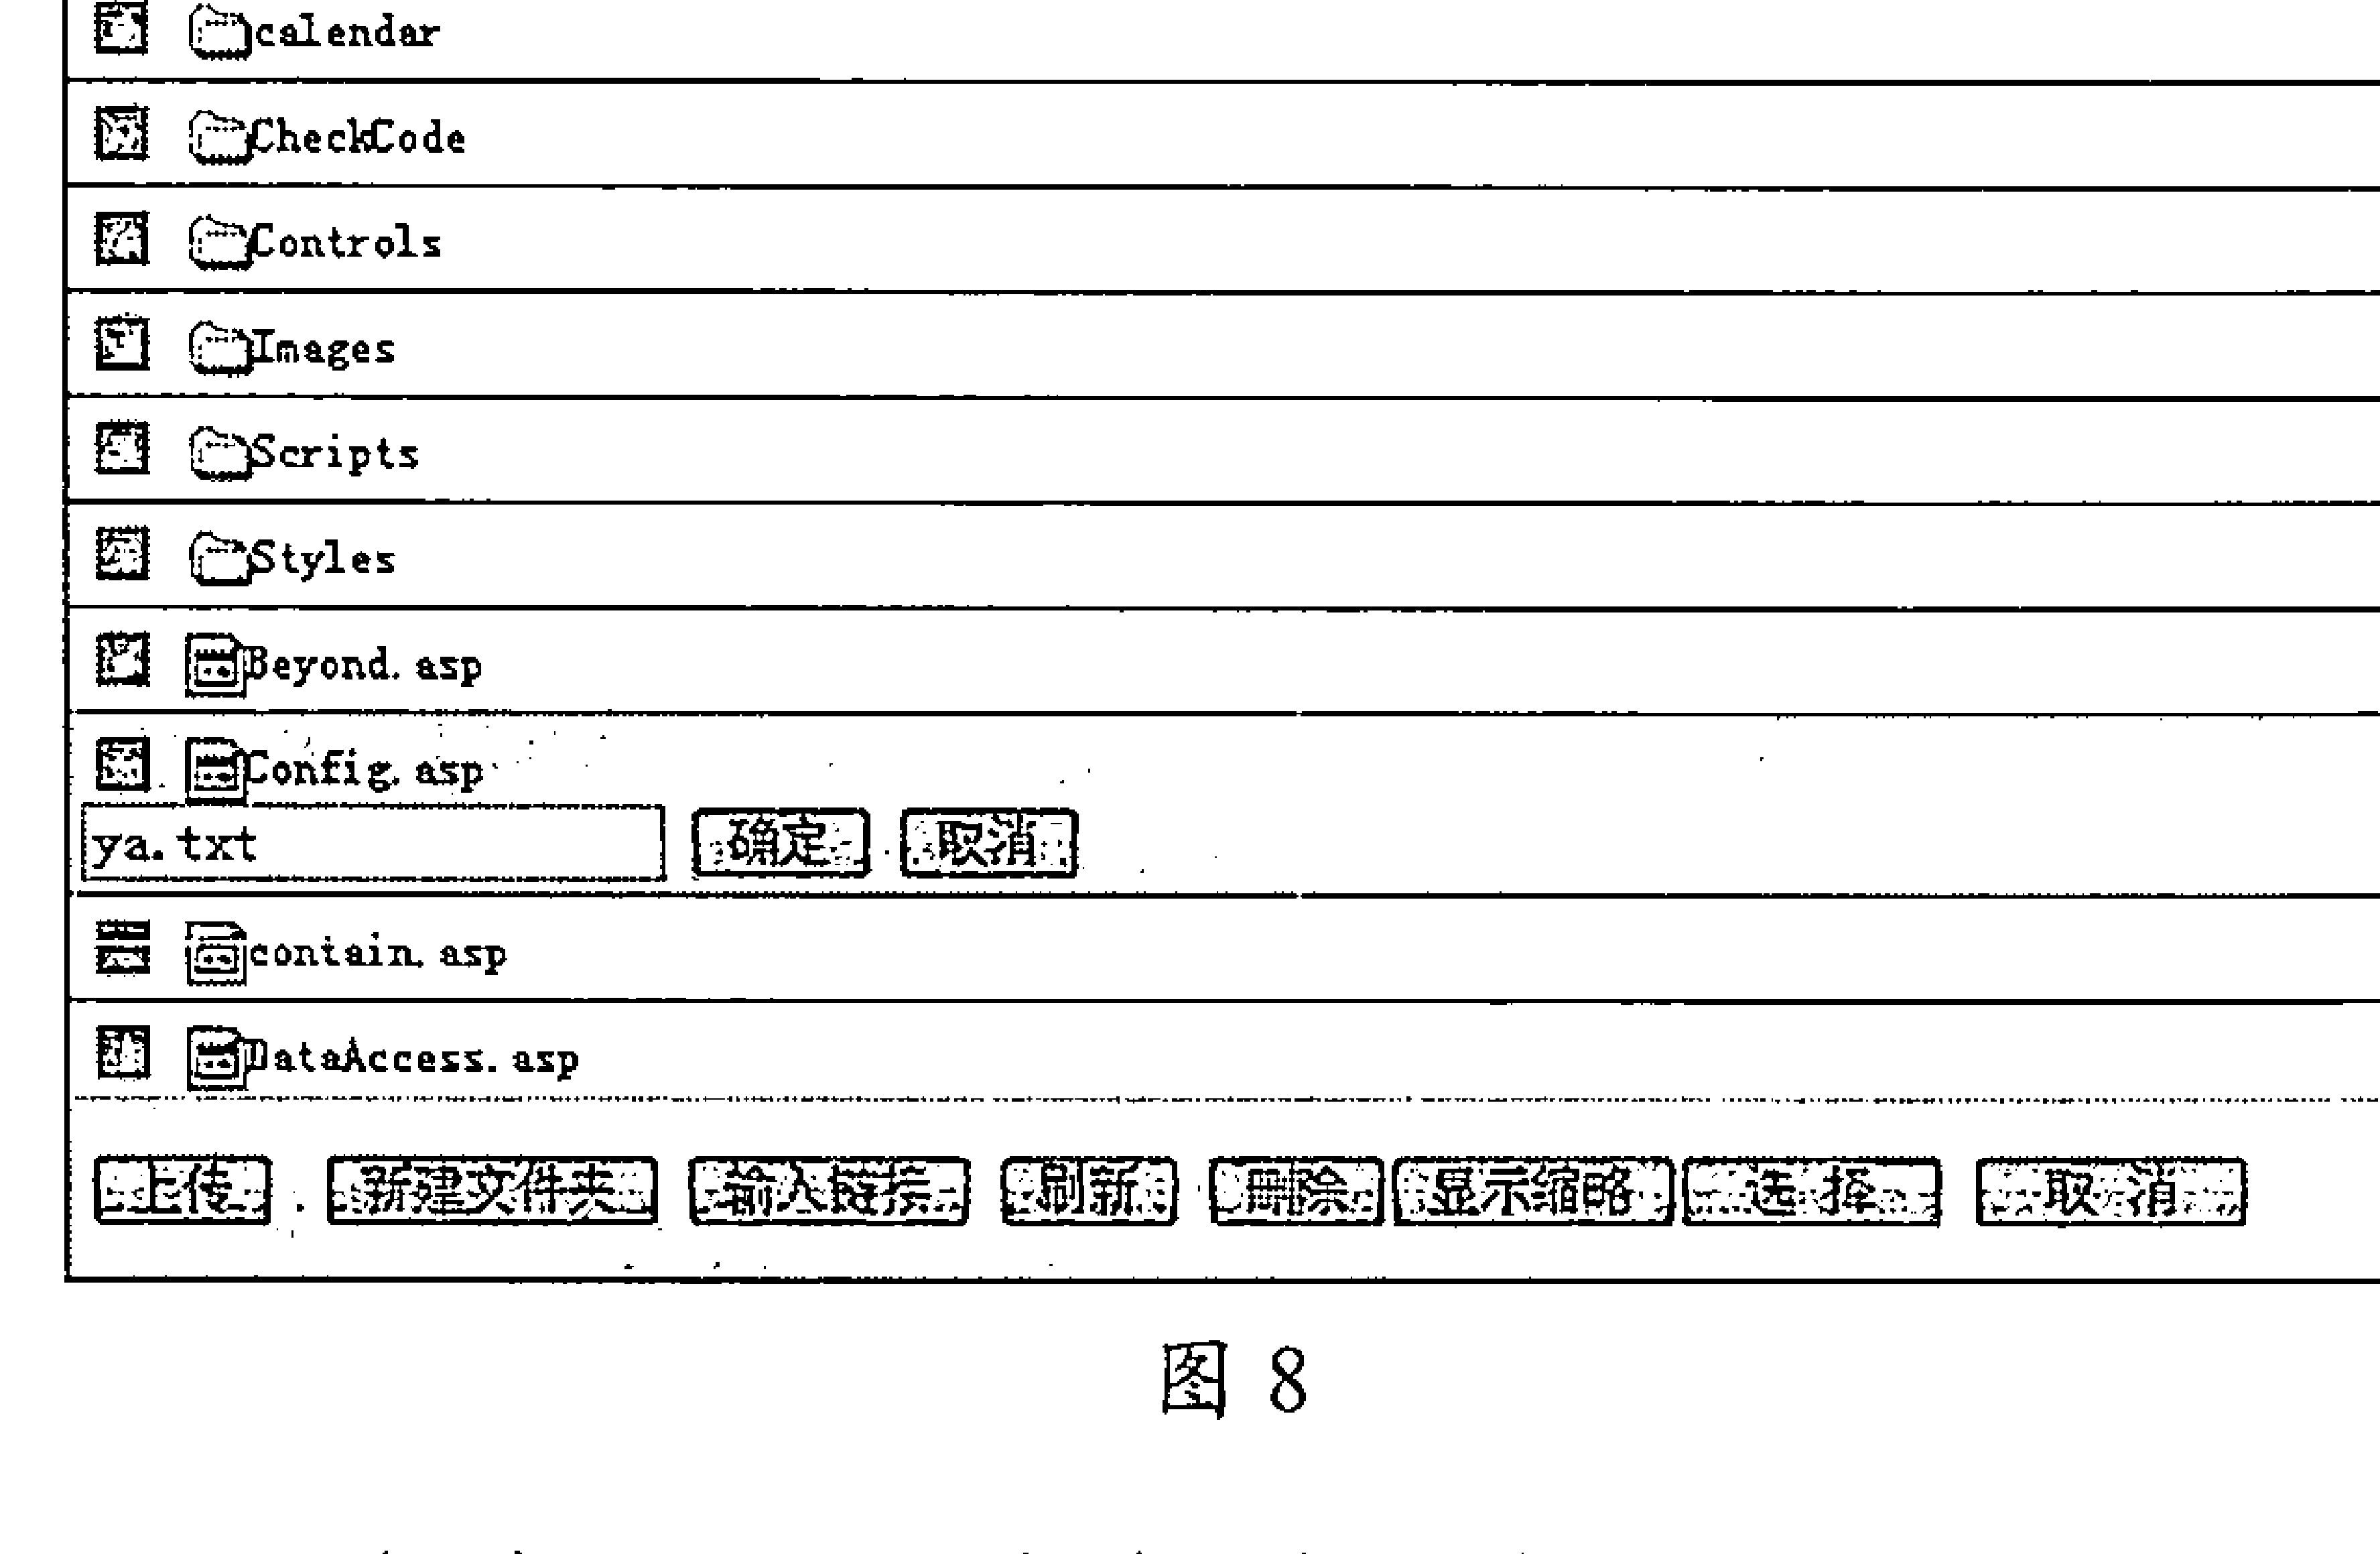 calendar
CheckCode
Controls
Images
Scripts
Styles
Beyond.asp
Config.asp
ya.txt 确定 取消
contain.asp
DataAccess.asp
上传 新建文件夹 输入链接 刷新 删除 显示缩略 选择 取消
图 8